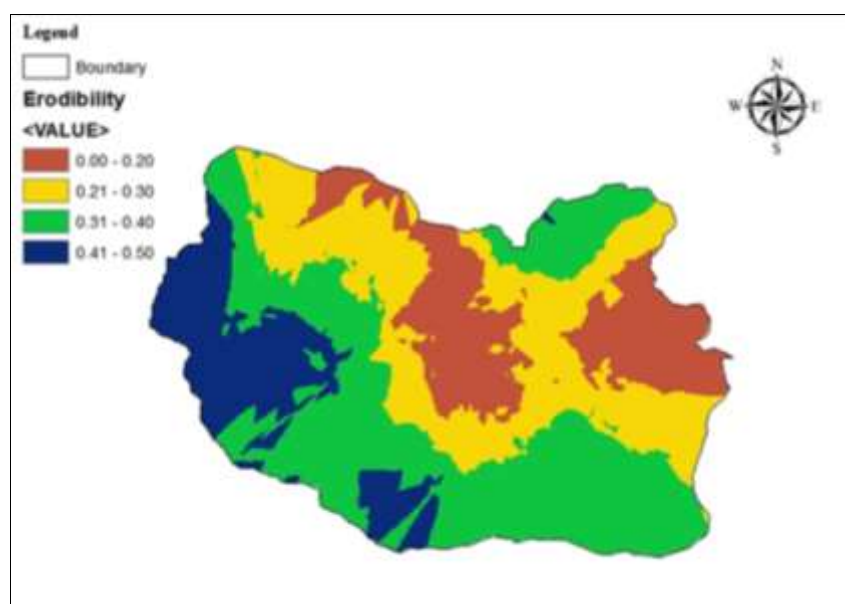 Legend
Boundary
Erodibility
<VALUE>
0.00 - 0.20
0.21 - 0.30
0.31 - 0.40
0.41 - 0.50
N
W E
S